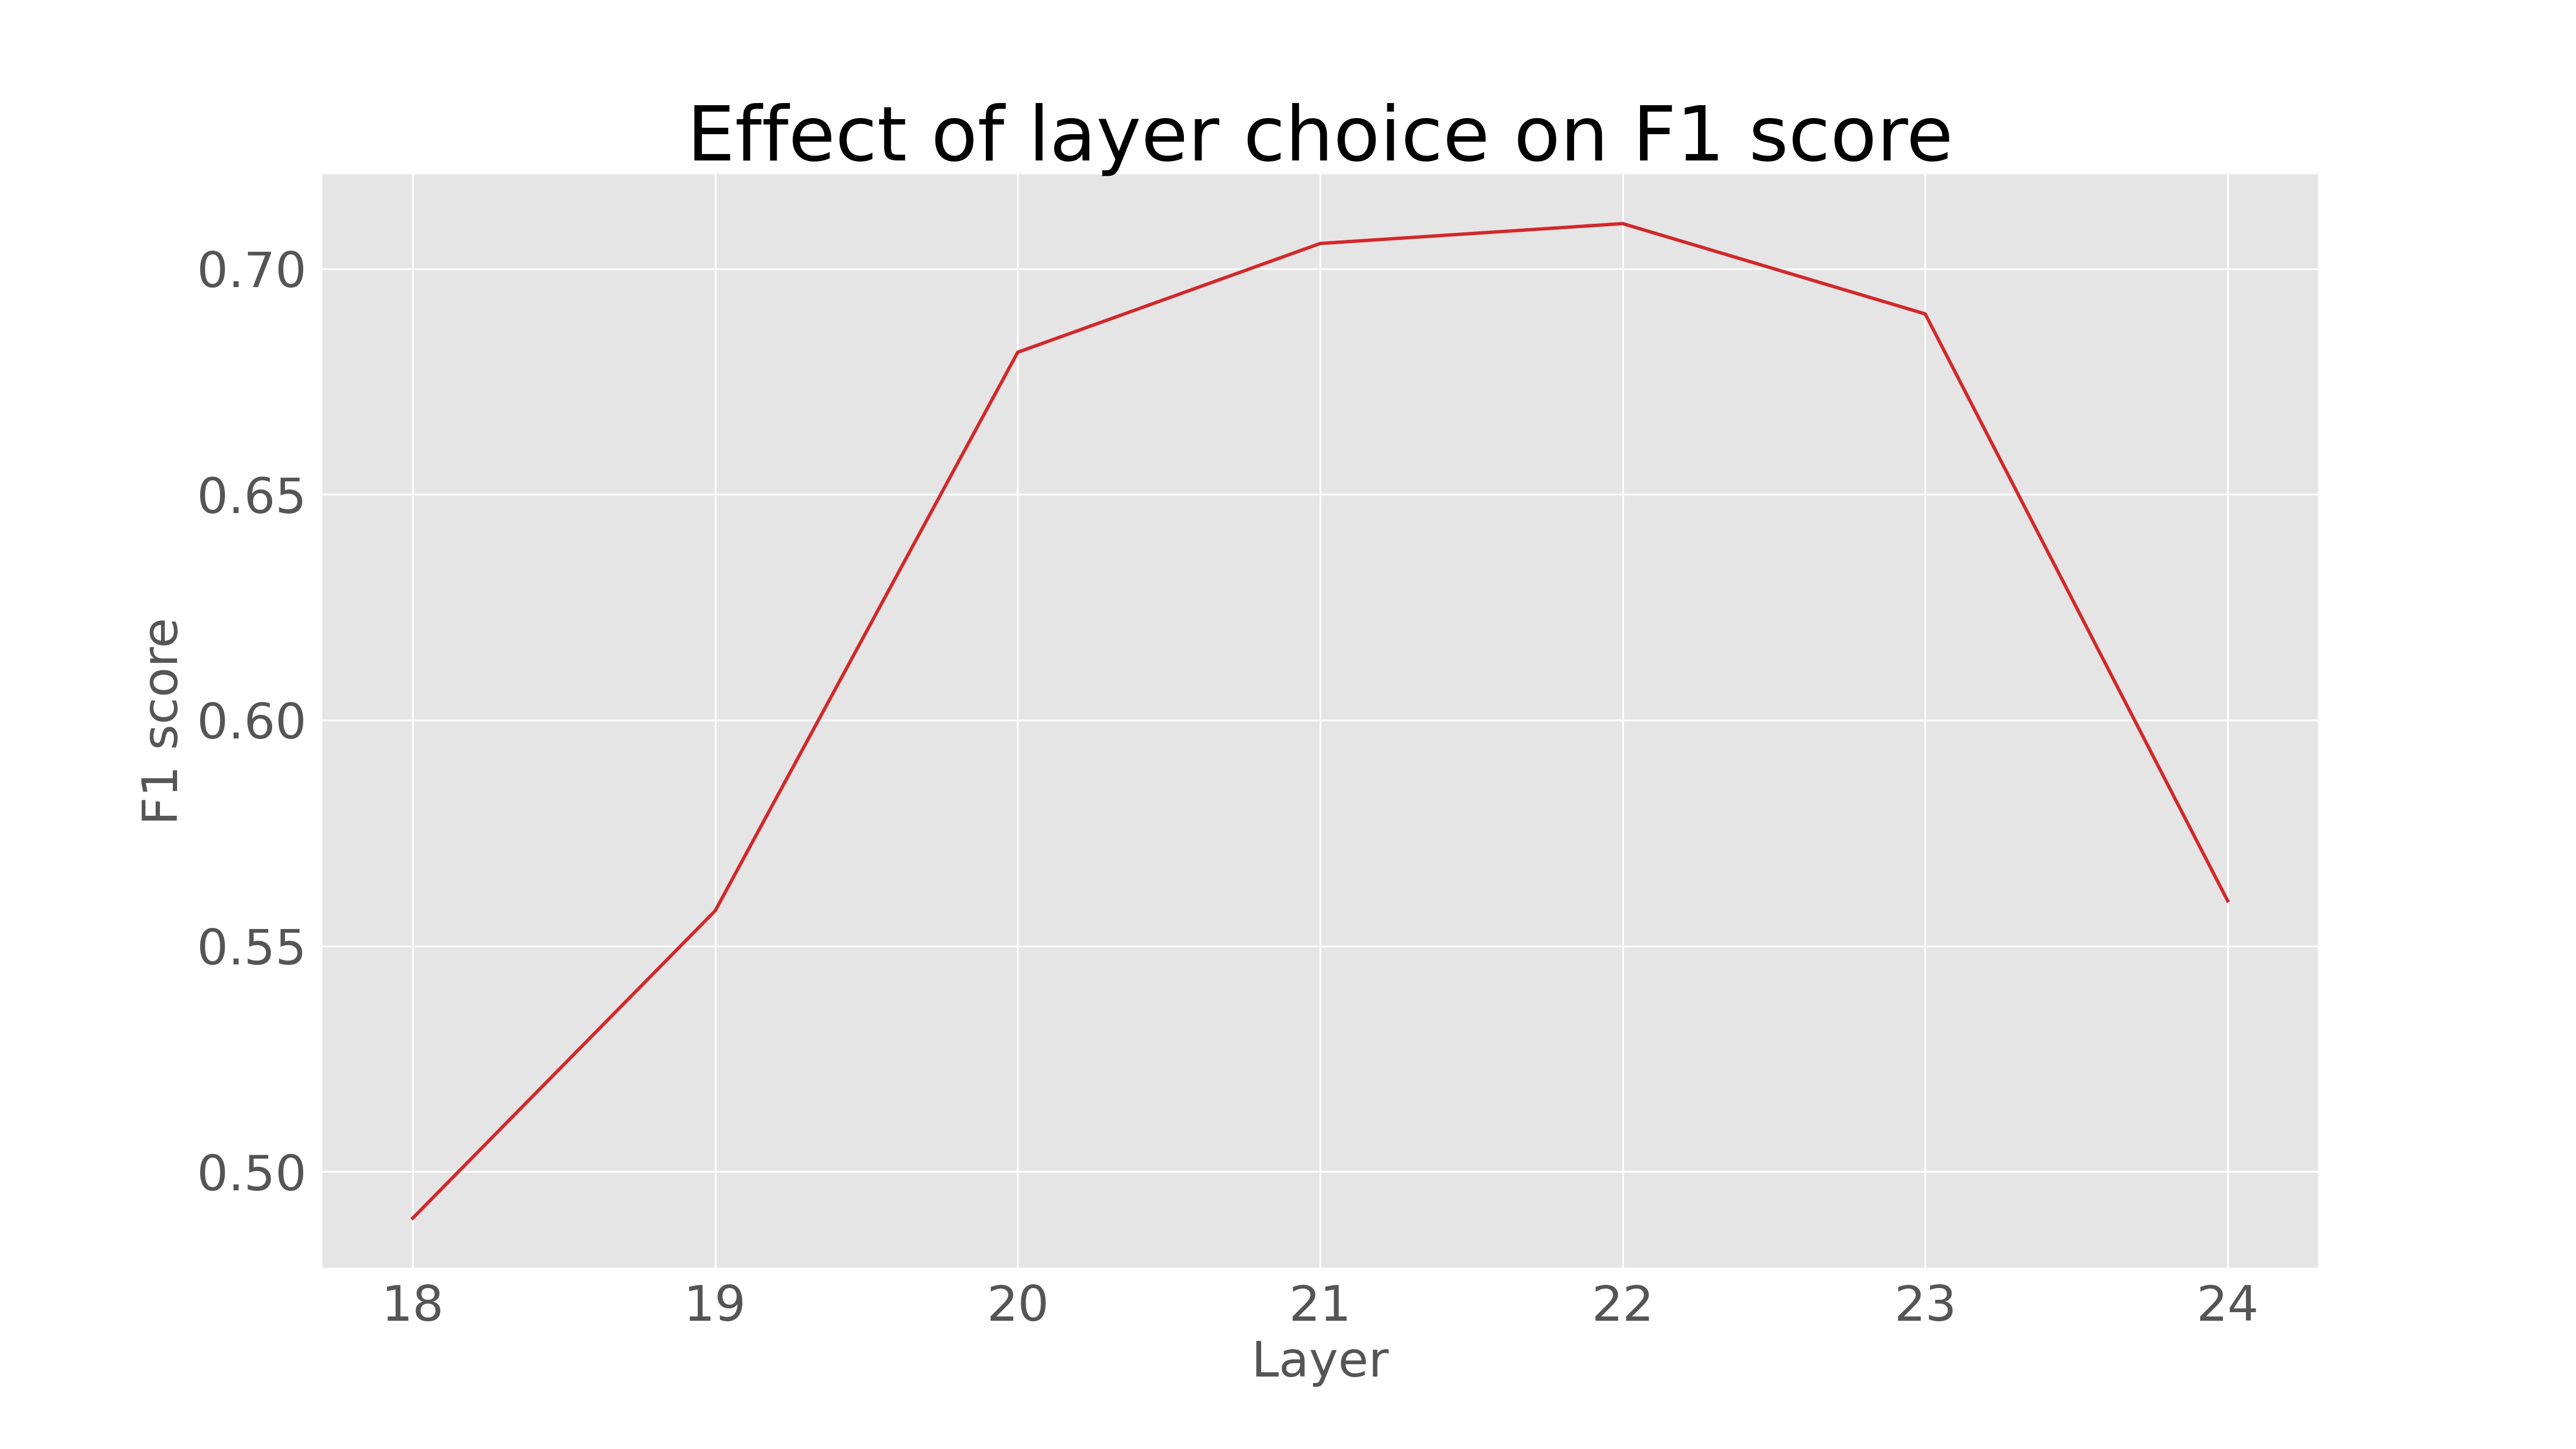 Effect of layer choice on F1 score
0.70
0.65
0.60
0.55
0.50
F1 score
18 19 20 21 22 23 24
Layer